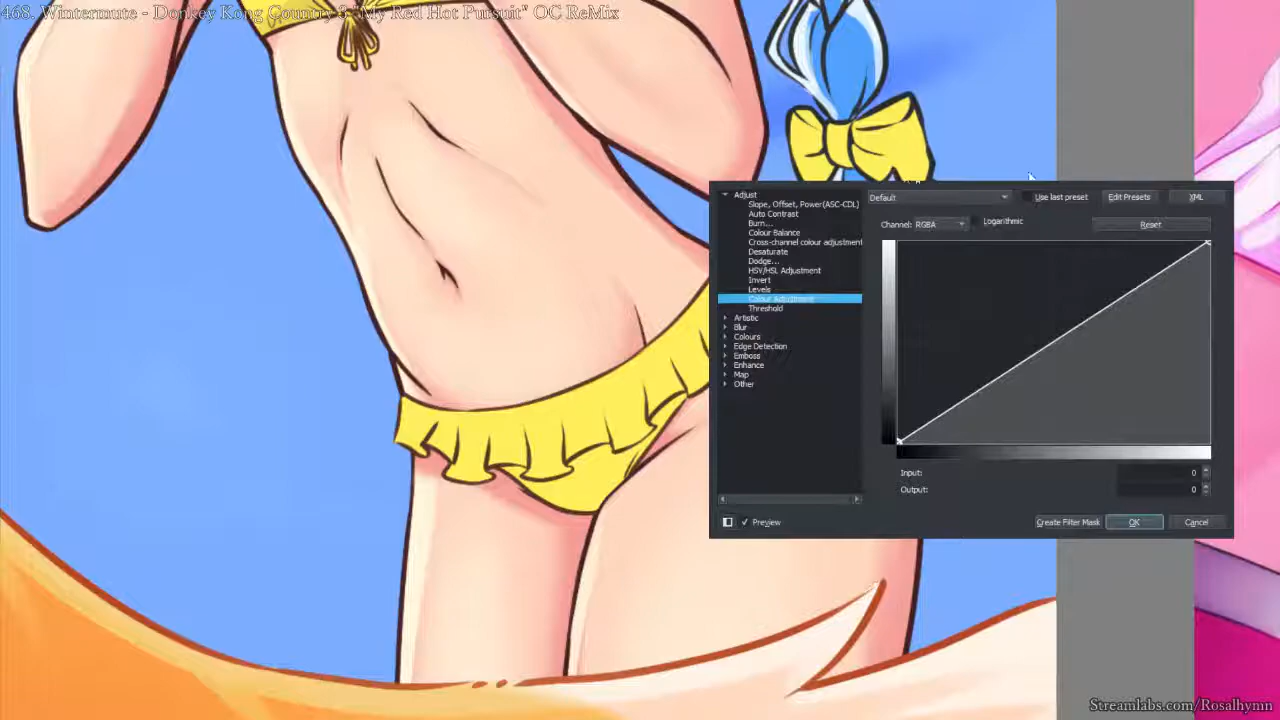 468. Wintermute - Donkey Kong Country 3 "My Red Hot Pursuit" OC ReMix
Adjust
Slope, Offset, Power(ASC-CDL)
Auto Contrast
Burn...
Colour Balance
Cross-channel colour adjustment
Desaturate
Dodge...
HSV/HSL Adjustment
Invert
Levels
Colour Adjustment
Threshold
Artistic
Blur
Colours
Edge Detection
Emboss
Enhance
Map
Other
Preview
Default
Use last preset
Edit Presets
XML
Channel: RGBA
Logarithmic
Reset
Input: 0
Output: 0
Create Filter Mask
OK
Cancel
Streamlabs.com/Rosalhymn